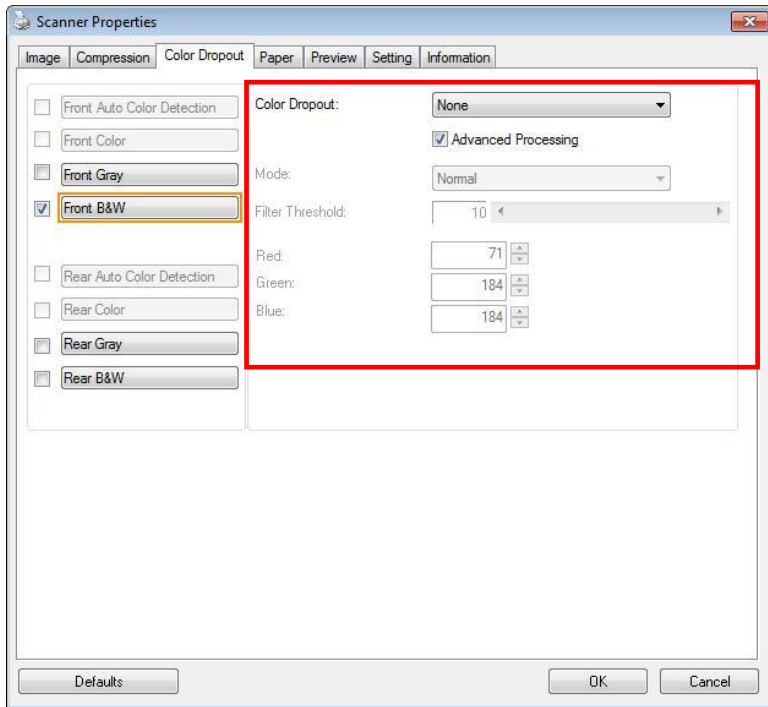 Scanner Properties
Image Compression Color Dropout Paper Preview Setting Information
Front Auto Color Detection
Front Color
Front Gray
Front B&W
Rear Auto Color Detection
Rear Color
Rear Gray
Rear B&W
Color Dropout: None
Advanced Processing
Mode: Normal
Filter Threshold: 10
Red: 71
Green: 184
Blue: 184
Defaults OK Cancel